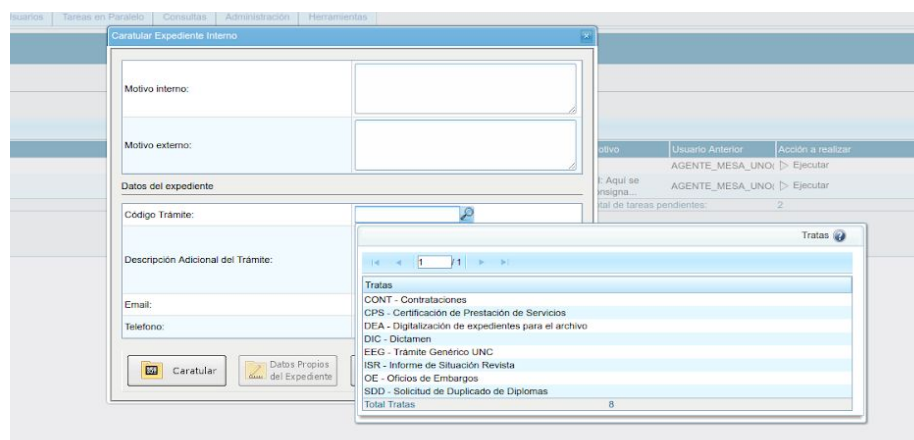 Usuarios Tareas en Paralelo Consultas Administración Herramientas
Caratular Expediente Interno
Motivo interno:
Motivo externo:
otivo Usuario Anterior Acción a realizar
AGENTE_MESA_UNO( Ejecutar
l: Aqui se
onsigna...
AGENTE_MESA_UNO( Ejecutar
tal de tareas pendientes: 2
Datos del expediente
Código Trámite:
Tratas
Descripción Adicional del Trámite:
1 / 1
Tratas
CONT - Contrataciones
Email:
CPS - Certificación de Prestación de Servicios
Telefono:
DEA - Digitalización de expedientes para el archivo
DIC - Dictamen
EEG - Trámite Genérico UNC
ISR - Informe de Situación Revista
OE - Oficios de Embargos
SDD - Solicitud de Duplicado de Diplomas
Total Tratas 8
Caratular
Datos Propios
del Expediente